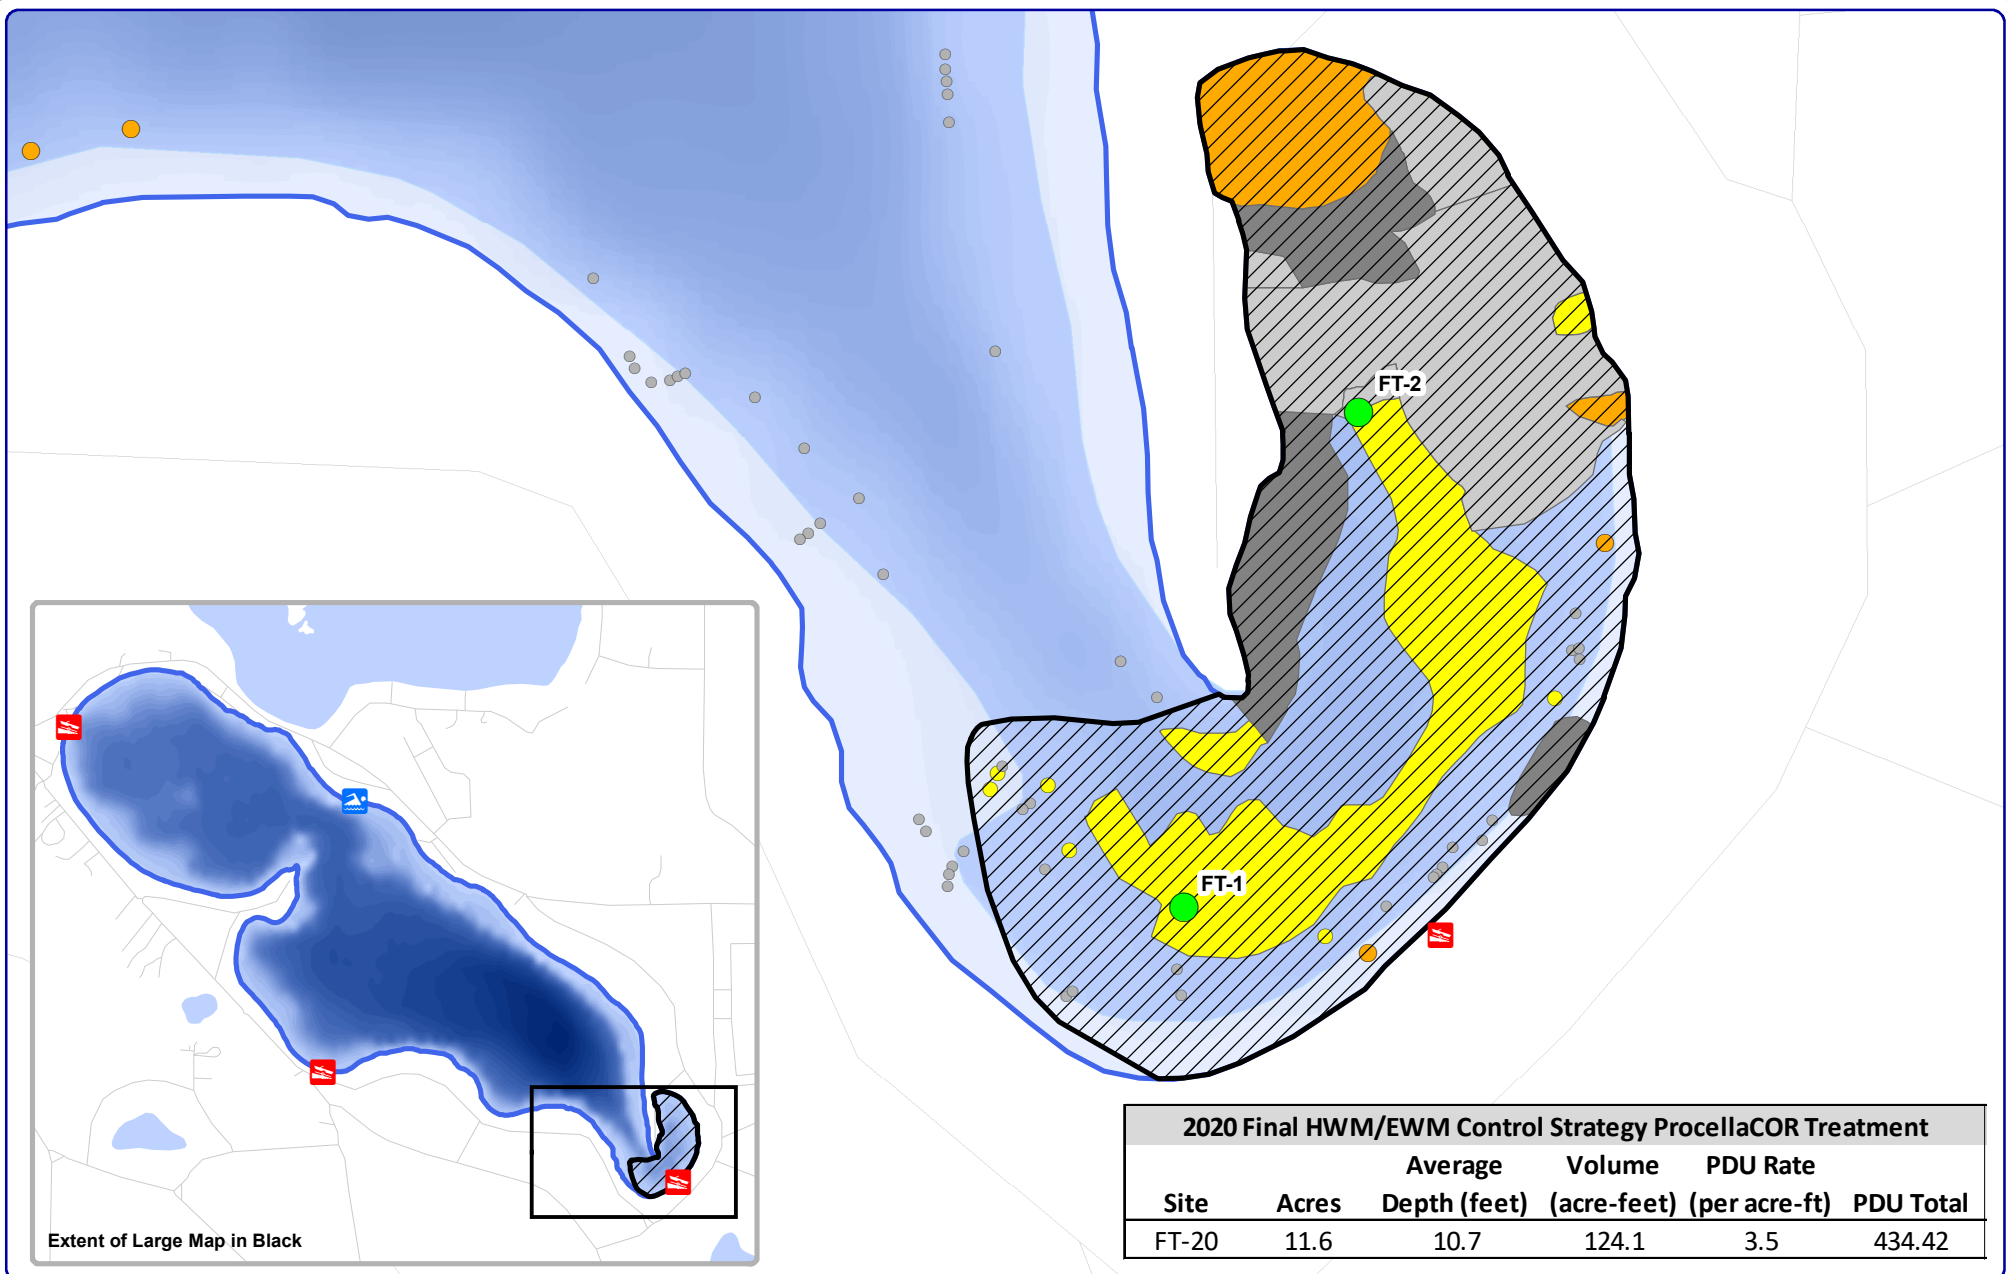 FT-2
FT-1
Extent of Large Map in Black
2020 Final HWM/EWM Control Strategy ProcellaCOR Treatment
Average Volume PDU Rate
Site Acres Depth (feet) (acre-feet) (per acre-ft) PDU Total
FT-20 11.6 10.7 124.1 3.5 434.42